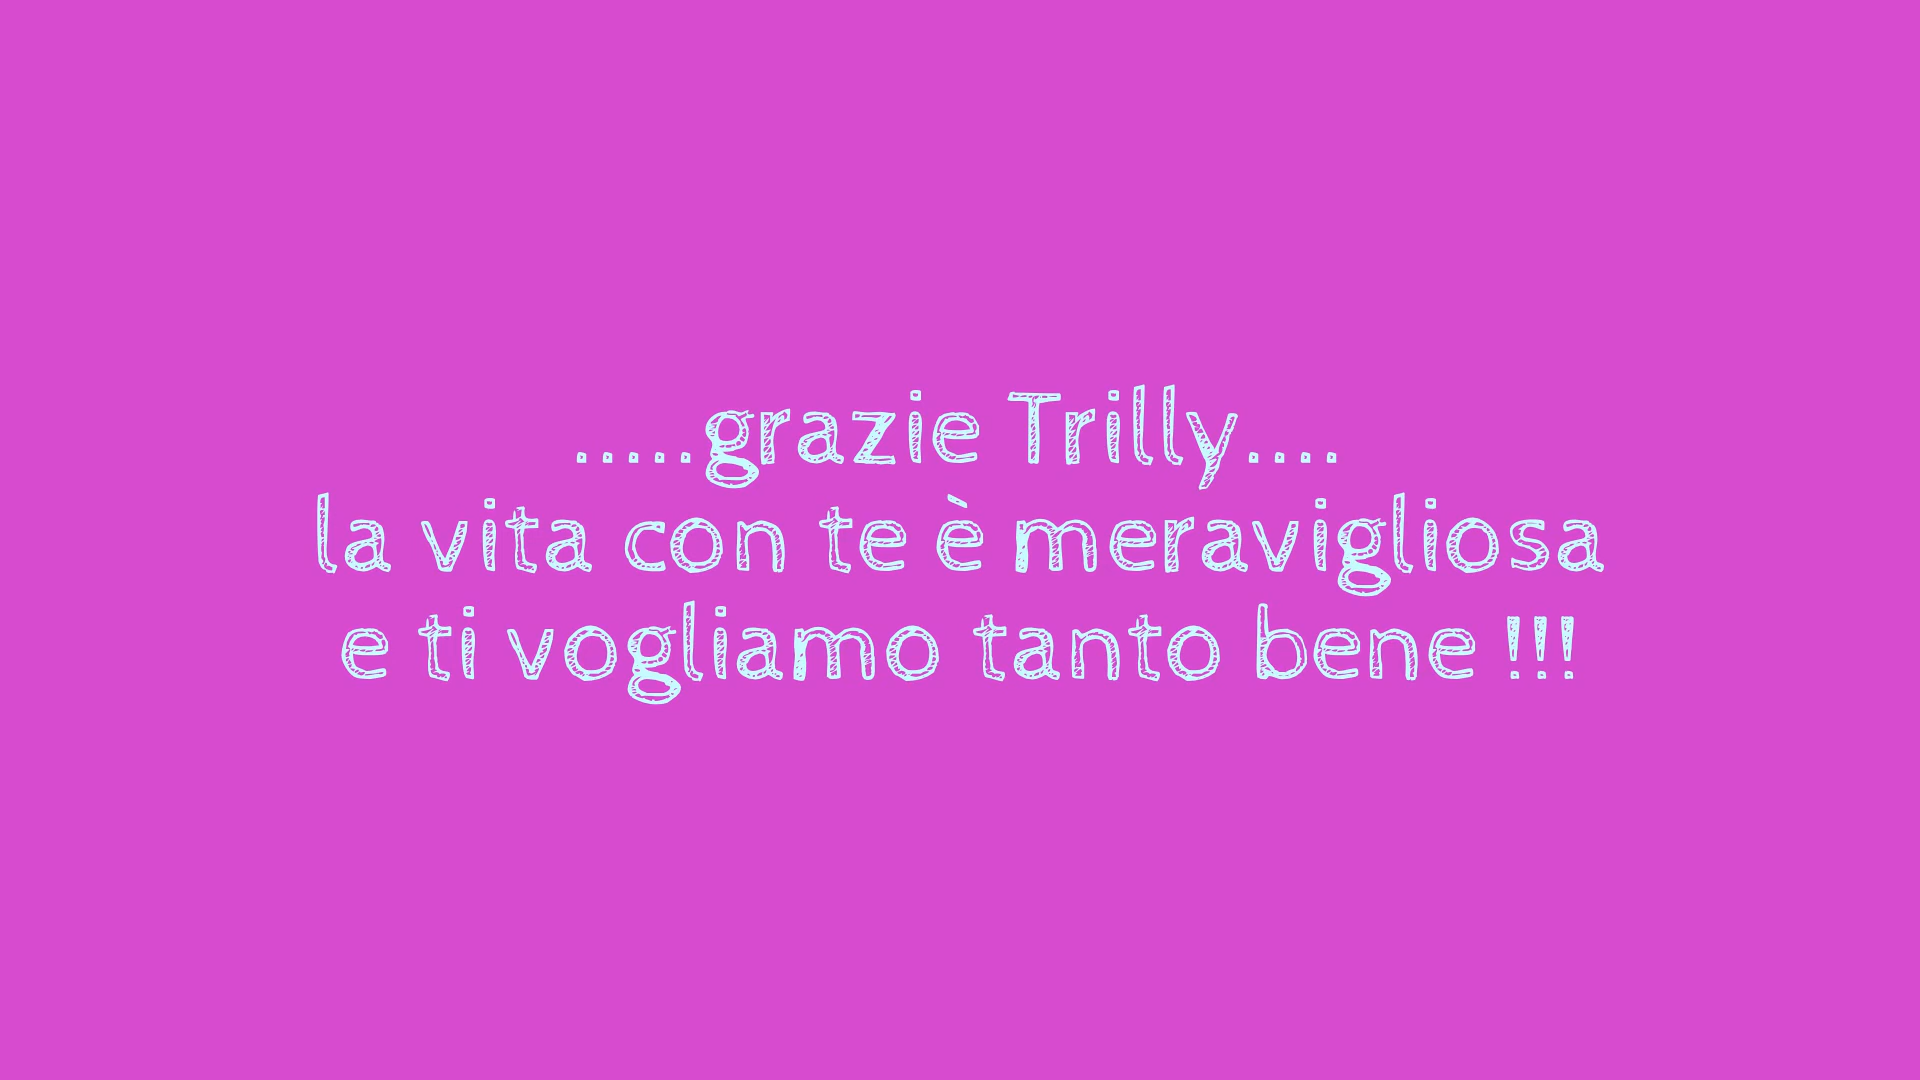 .....grazie Trilly....
la vita con te è meravigliosa
e ti vogliamo tanto bene !!!